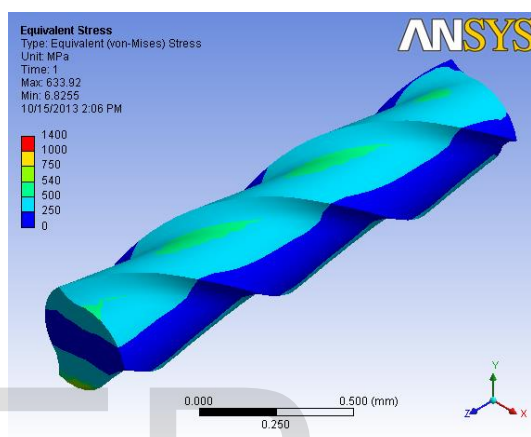 Equivalent Stress
Type: Equivalent (von-Mises) Stress
Unit: MPa
Time: 1
Max: 633.92
Min: 6.8255
10/15/2013 2:06 PM
ANSYS
1400
1000
750
540
500
250
0
0.000
0.500 (mm)
0.250
Y
Z
X